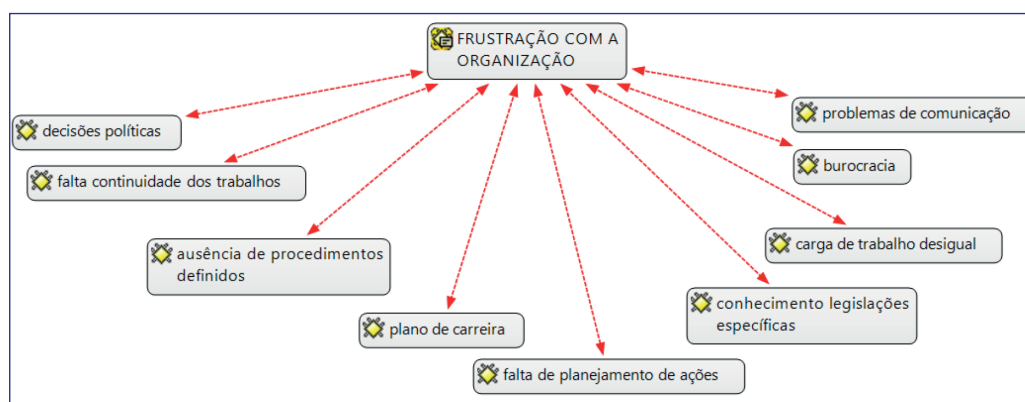 FRUSTRAÇÃO COM A
ORGANIZAÇÃO
decisões políticas
problemas de comunicação
falta continuidade dos trabalhos
burocracia
ausência de procedimentos
definidos
carga de trabalho desigual
plano de carreira
conhecimento legislações
específicas
falta de planejamento de ações